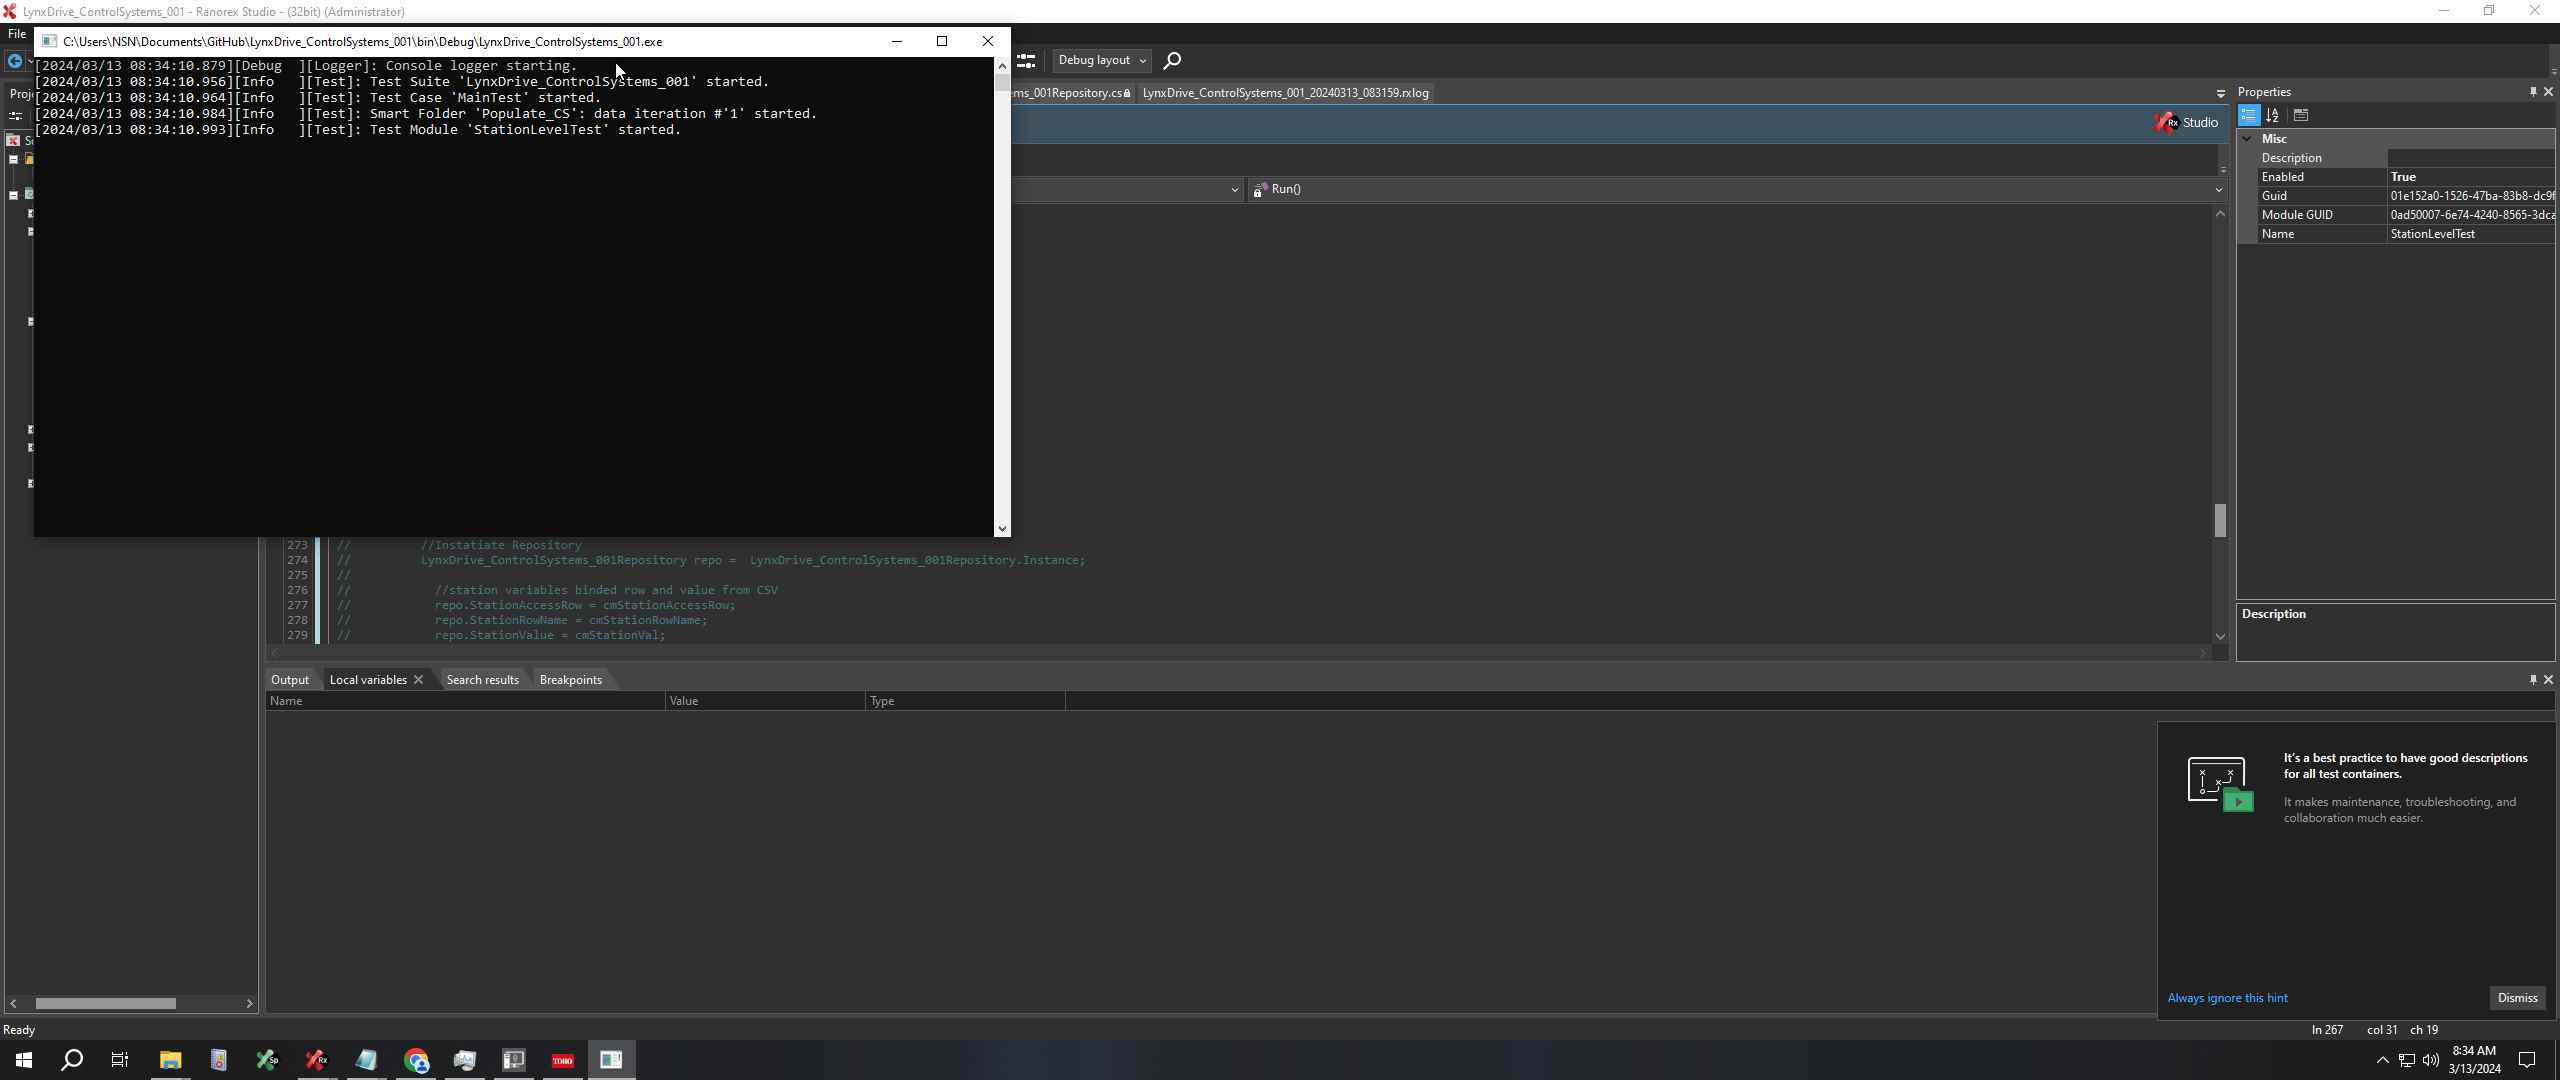 LynxDrive_ControlSystems_001 - Ranorex Studio - (32bit) (Administrator)
File
C:\Users\NSN\Documents\GitHub\LynxDrive_ControlSystems_001\bin\Debug\LynxDrive_ControlSystems_001.exe
[2024/03/13 08:34:10.879][Debug  ][Logger]: Console logger starting.
[2024/03/13 08:34:10.956][Info   ][Test]: Test Suite 'LynxDrive_ControlSystems_001' started.
[2024/03/13 08:34:10.964][Info   ][Test]: Test Case 'MainTest' started.
[2024/03/13 08:34:10.984][Info   ][Test]: Smart Folder 'Populate_CS': data iteration #'1' started.
[2024/03/13 08:34:10.993][Info   ][Test]: Test Module 'StationLevelTest' started.
Debug layout
ms_001Repository.cs
LynxDrive_ControlSystems_001_20240313_083159.rxlog
Rx Studio
Run()
Proj
So
273 // //Instatiate Repository
274 // LynxDrive_ControlSystems_001Repository repo = LynxDrive_ControlSystems_001Repository.Instance;
275 //
276 // //station variables binded row and value from CSV
277 // repo.StationAccessRow = cmStationAccessRow;
278 // repo.StationRowName = cmStationRowName;
279 // repo.StationValue = cmStationVal;
Properties
Misc
Description
Enabled True
Guid 01e152a0-1526-47ba-83b8-dc9f
Module GUID 0ad50007-6e74-4240-8565-3dca
Name StationLevelTest
Description
Output Local variables Search results Breakpoints
Name Value Type
It's a best practice to have good descriptions
for all test containers.
It makes maintenance, troubleshooting, and
collaboration much easier.
Always ignore this hint
Dismiss
Ready
ln 267 col 31 ch 19
Sp
Rx
TORO
8:34 AM
3/13/2024